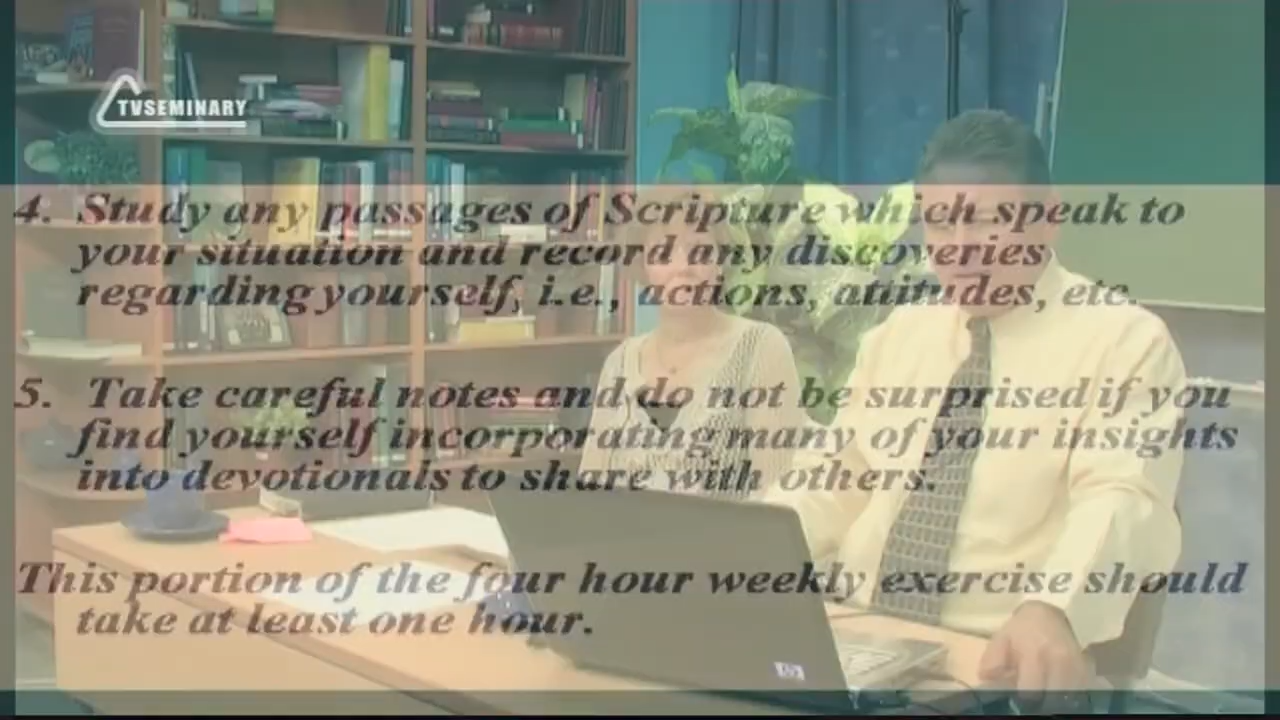 TVSEMINARY
4. Study any passages of Scripture which speak to
your situation and record any discoveries
regarding yourself, i.e., actions, attitudes, etc.
5. Take careful notes and do not be surprised if you
find yourself incorporating many of your insights
into devotionals to share with others.
This portion of the four hour weekly exercise should
take at least one hour.
hp